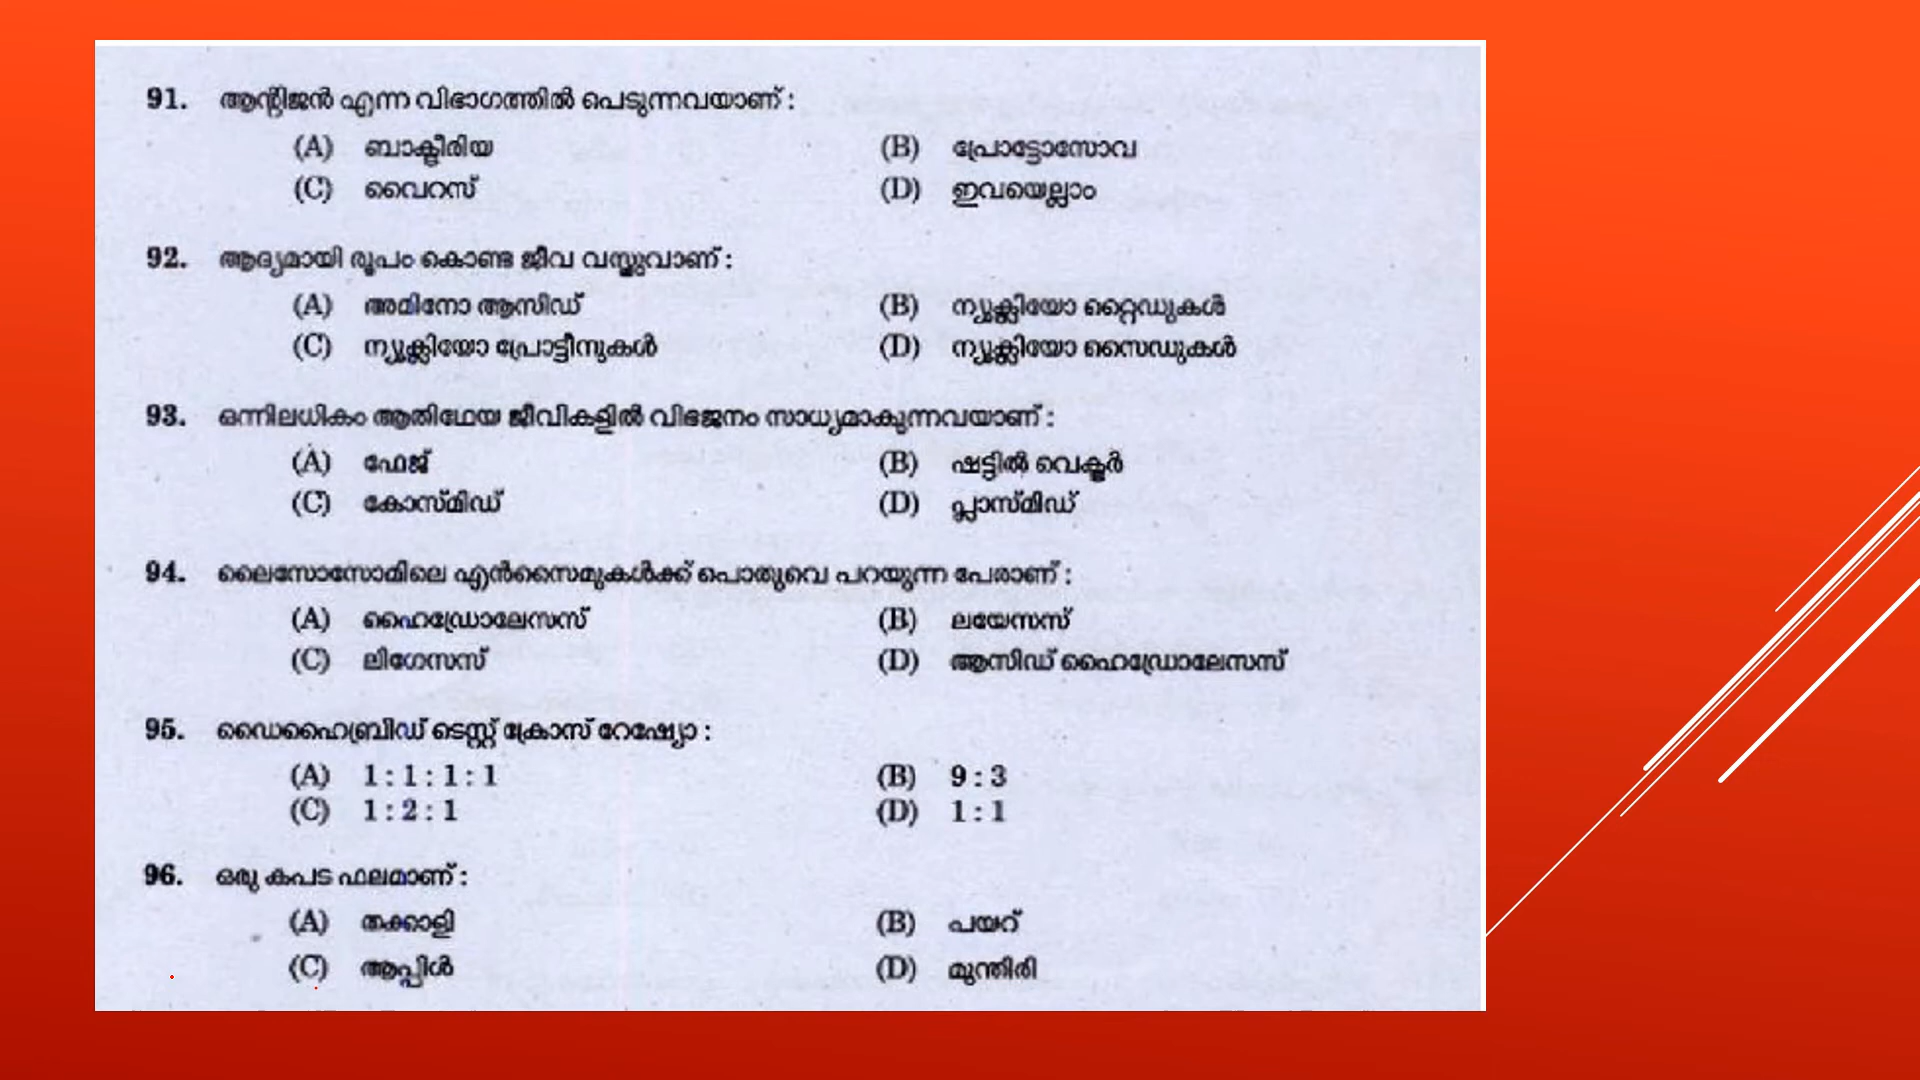 91. ആന്റിജൻ എന്ന വിഭാഗത്തിൽ പെടുന്നവയാണ് :
(A) ബാക്ടീരിയ (B) പ്രോട്ടോസോവ
(C) വൈറസ് (D) ഇവയെല്ലാം
92. ആദ്യമായി രൂപം കൊണ്ട ജീവ വസ്തുവാണ് :
(A) അമിനോ ആസിഡ് (B) ന്യൂക്ലിയോ റ്റൈഡുകൾ
(C) ന്യൂക്ലിയോ പ്രോട്ടീനുകൾ (D) ന്യൂക്ലിയോ സൈഡുകൾ
93. ഒന്നിലധികം ആതിഥേയ ജീവികളിൽ വിഭജനം സാധ്യമാകുന്നവയാണ് :
(A) ഫേജ് (B) ഷട്ടിൽ വെക്ടർ
(C) കോസ്മിഡ് (D) പ്ലാസ്മിഡ്
94. ലൈസോസോമിലെ എൻസൈമുകൾക്ക് പൊതുവെ പറയുന്ന പേരാണ് :
(A) ഹൈഡ്രോലേസസ് (B) ലയേസസ്
(C) ലിഗേസസ് (D) ആസിഡ് ഹൈഡ്രോലേസസ്
95. ഡൈഹൈബ്രിഡ് ടെസ്റ്റ് ക്രോസ് റേഷ്യോ :
(A) 1 : 1 : 1 : 1 (B) 9 : 3
(C) 1 : 2 : 1 (D) 1 : 1
96. ഒരു കപട ഫലമാണ് :
(A) തക്കാളി (B) പയറ്
(C) ആപ്പിൾ (D) മുന്തിരി